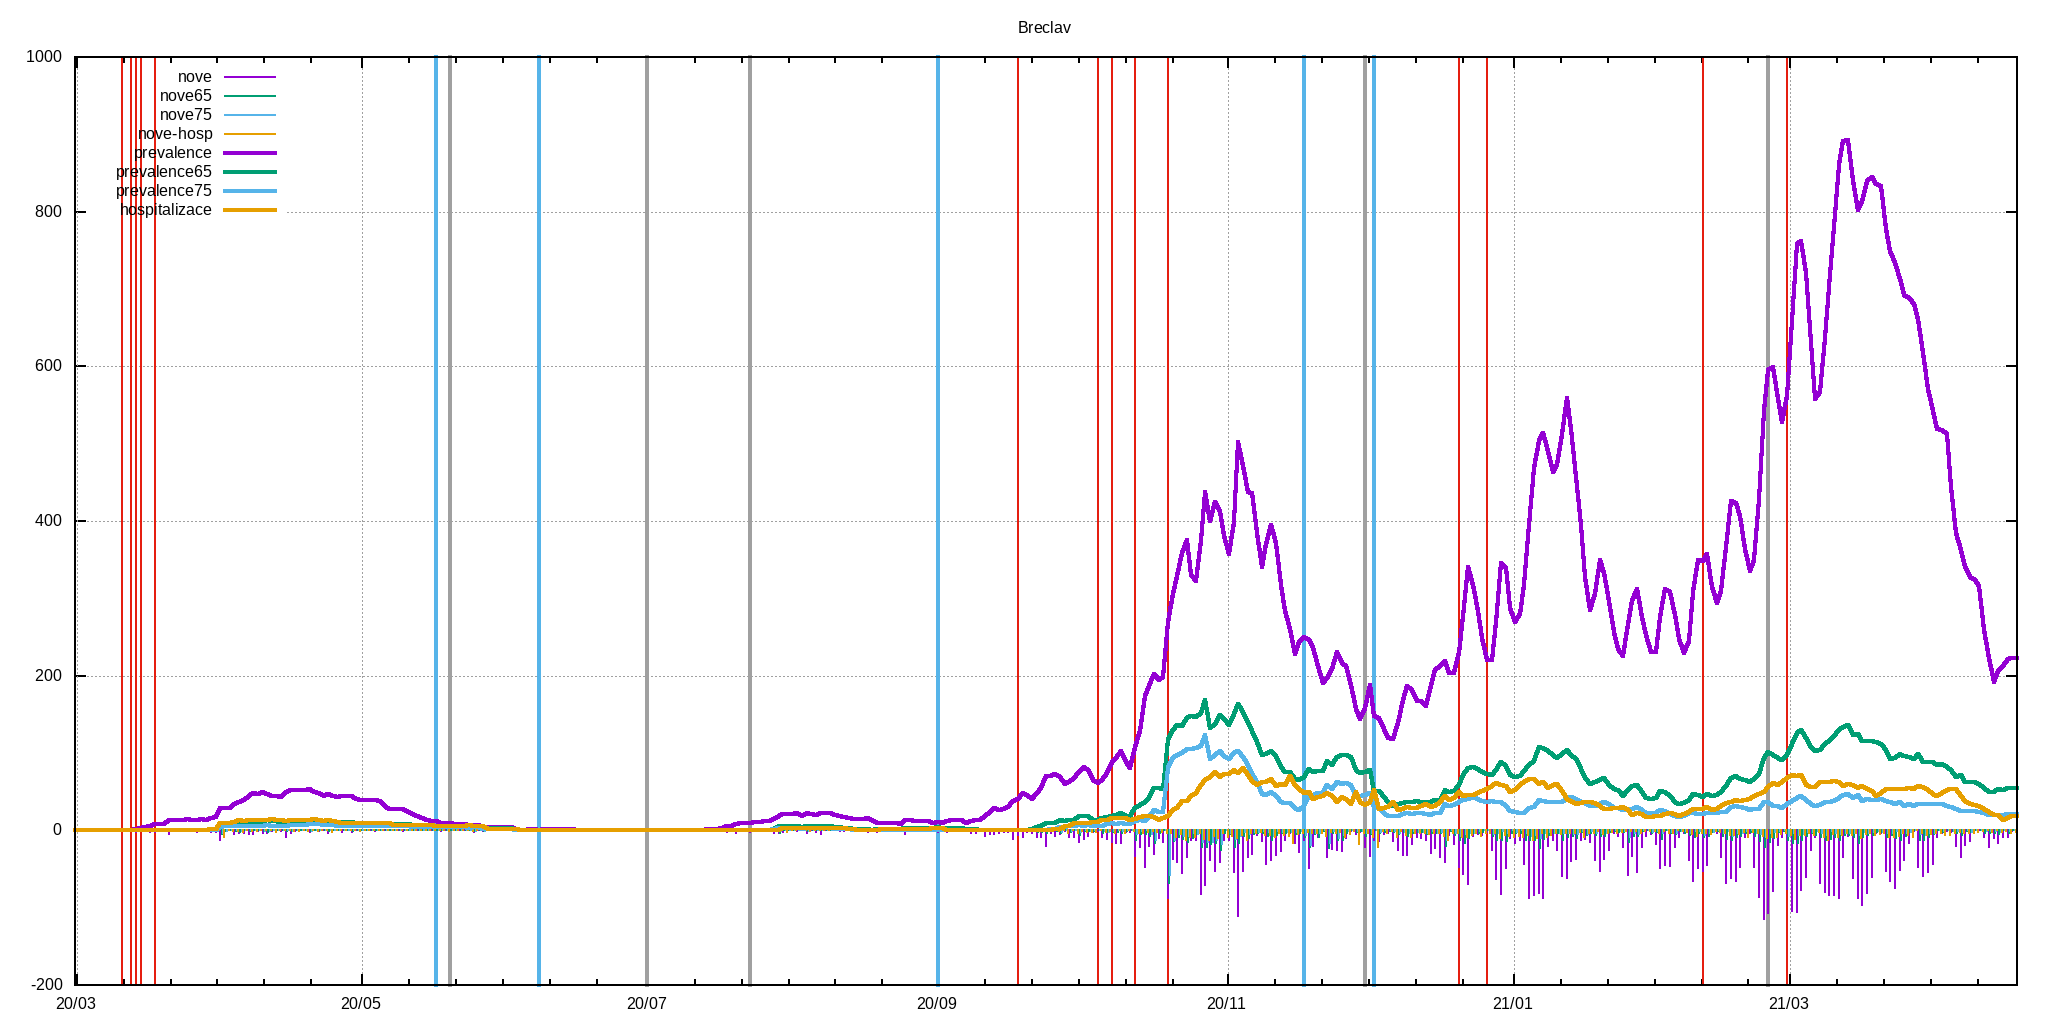 Breclav
1000
nove
nove65
nove75
nove-hosp
prevalence
prevalence65
prevalence75
hospitalizace
800
600
400
200
0
-200
20/03 20/05 20/07 20/09 20/11 21/01 21/03